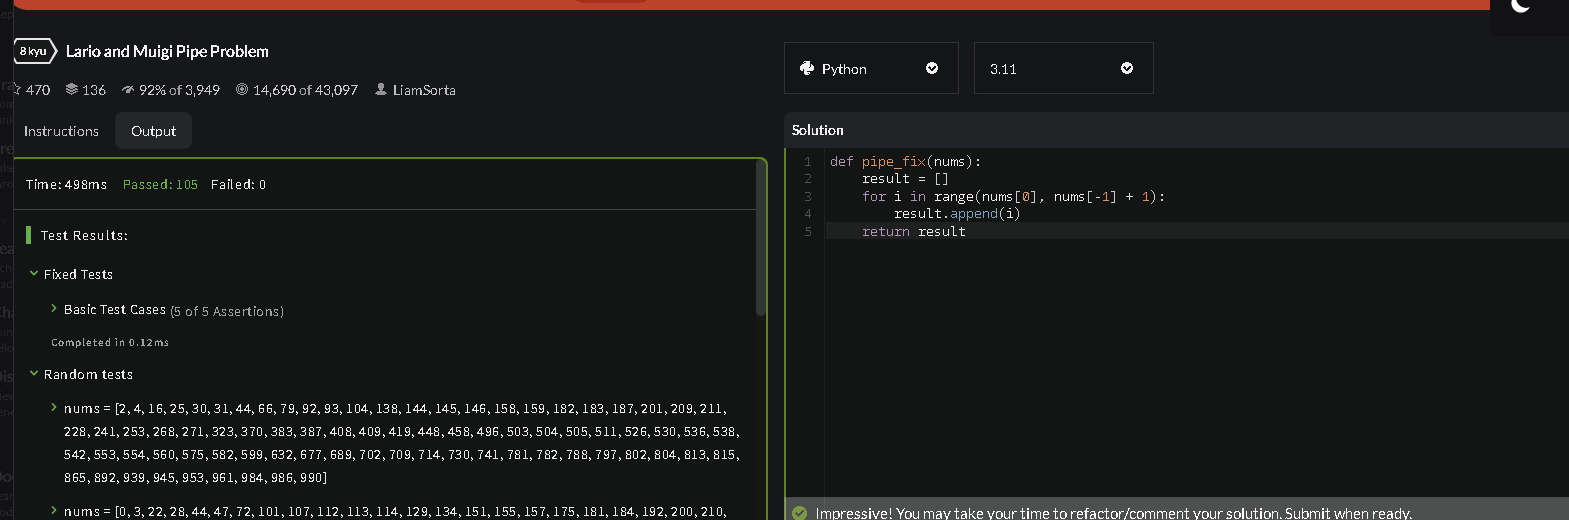 8 kyu Lario and Muigi Pipe Problem
470 136 92% of 3,949 14,690 of 43,097 LiamSorta
Instructions Output
Time: 498ms Passed: 105 Failed: 0
Test Results:
Fixed Tests
Basic Test Cases (5 of 5 Assertions)
Completed in 0.12ms
Random tests
nums = [2, 4, 16, 25, 30, 31, 44, 66, 79, 92, 93, 104, 138, 144, 145, 146, 158, 159, 182, 183, 187, 201, 209, 211,
228, 241, 253, 268, 271, 323, 370, 383, 387, 408, 409, 419, 448, 458, 496, 503, 504, 505, 511, 526, 530, 536, 538,
542, 553, 554, 560, 575, 582, 599, 632, 677, 689, 702, 709, 714, 730, 741, 781, 782, 788, 797, 802, 804, 813, 815,
865, 892, 939, 945, 953, 961, 984, 986, 990]
nums = [0, 3, 22, 28, 44, 47, 72, 101, 107, 112, 113, 114, 129, 134, 151, 155, 157, 175, 181, 184, 192, 200, 210,
Python 3.11
Solution
1 def pipe_fix(nums):
2     result = []
3     for i in range(nums[0], nums[-1] + 1):
4         result.append(i)
5     return result
Impressive! You may take your time to refactor/comment your solution. Submit when ready.